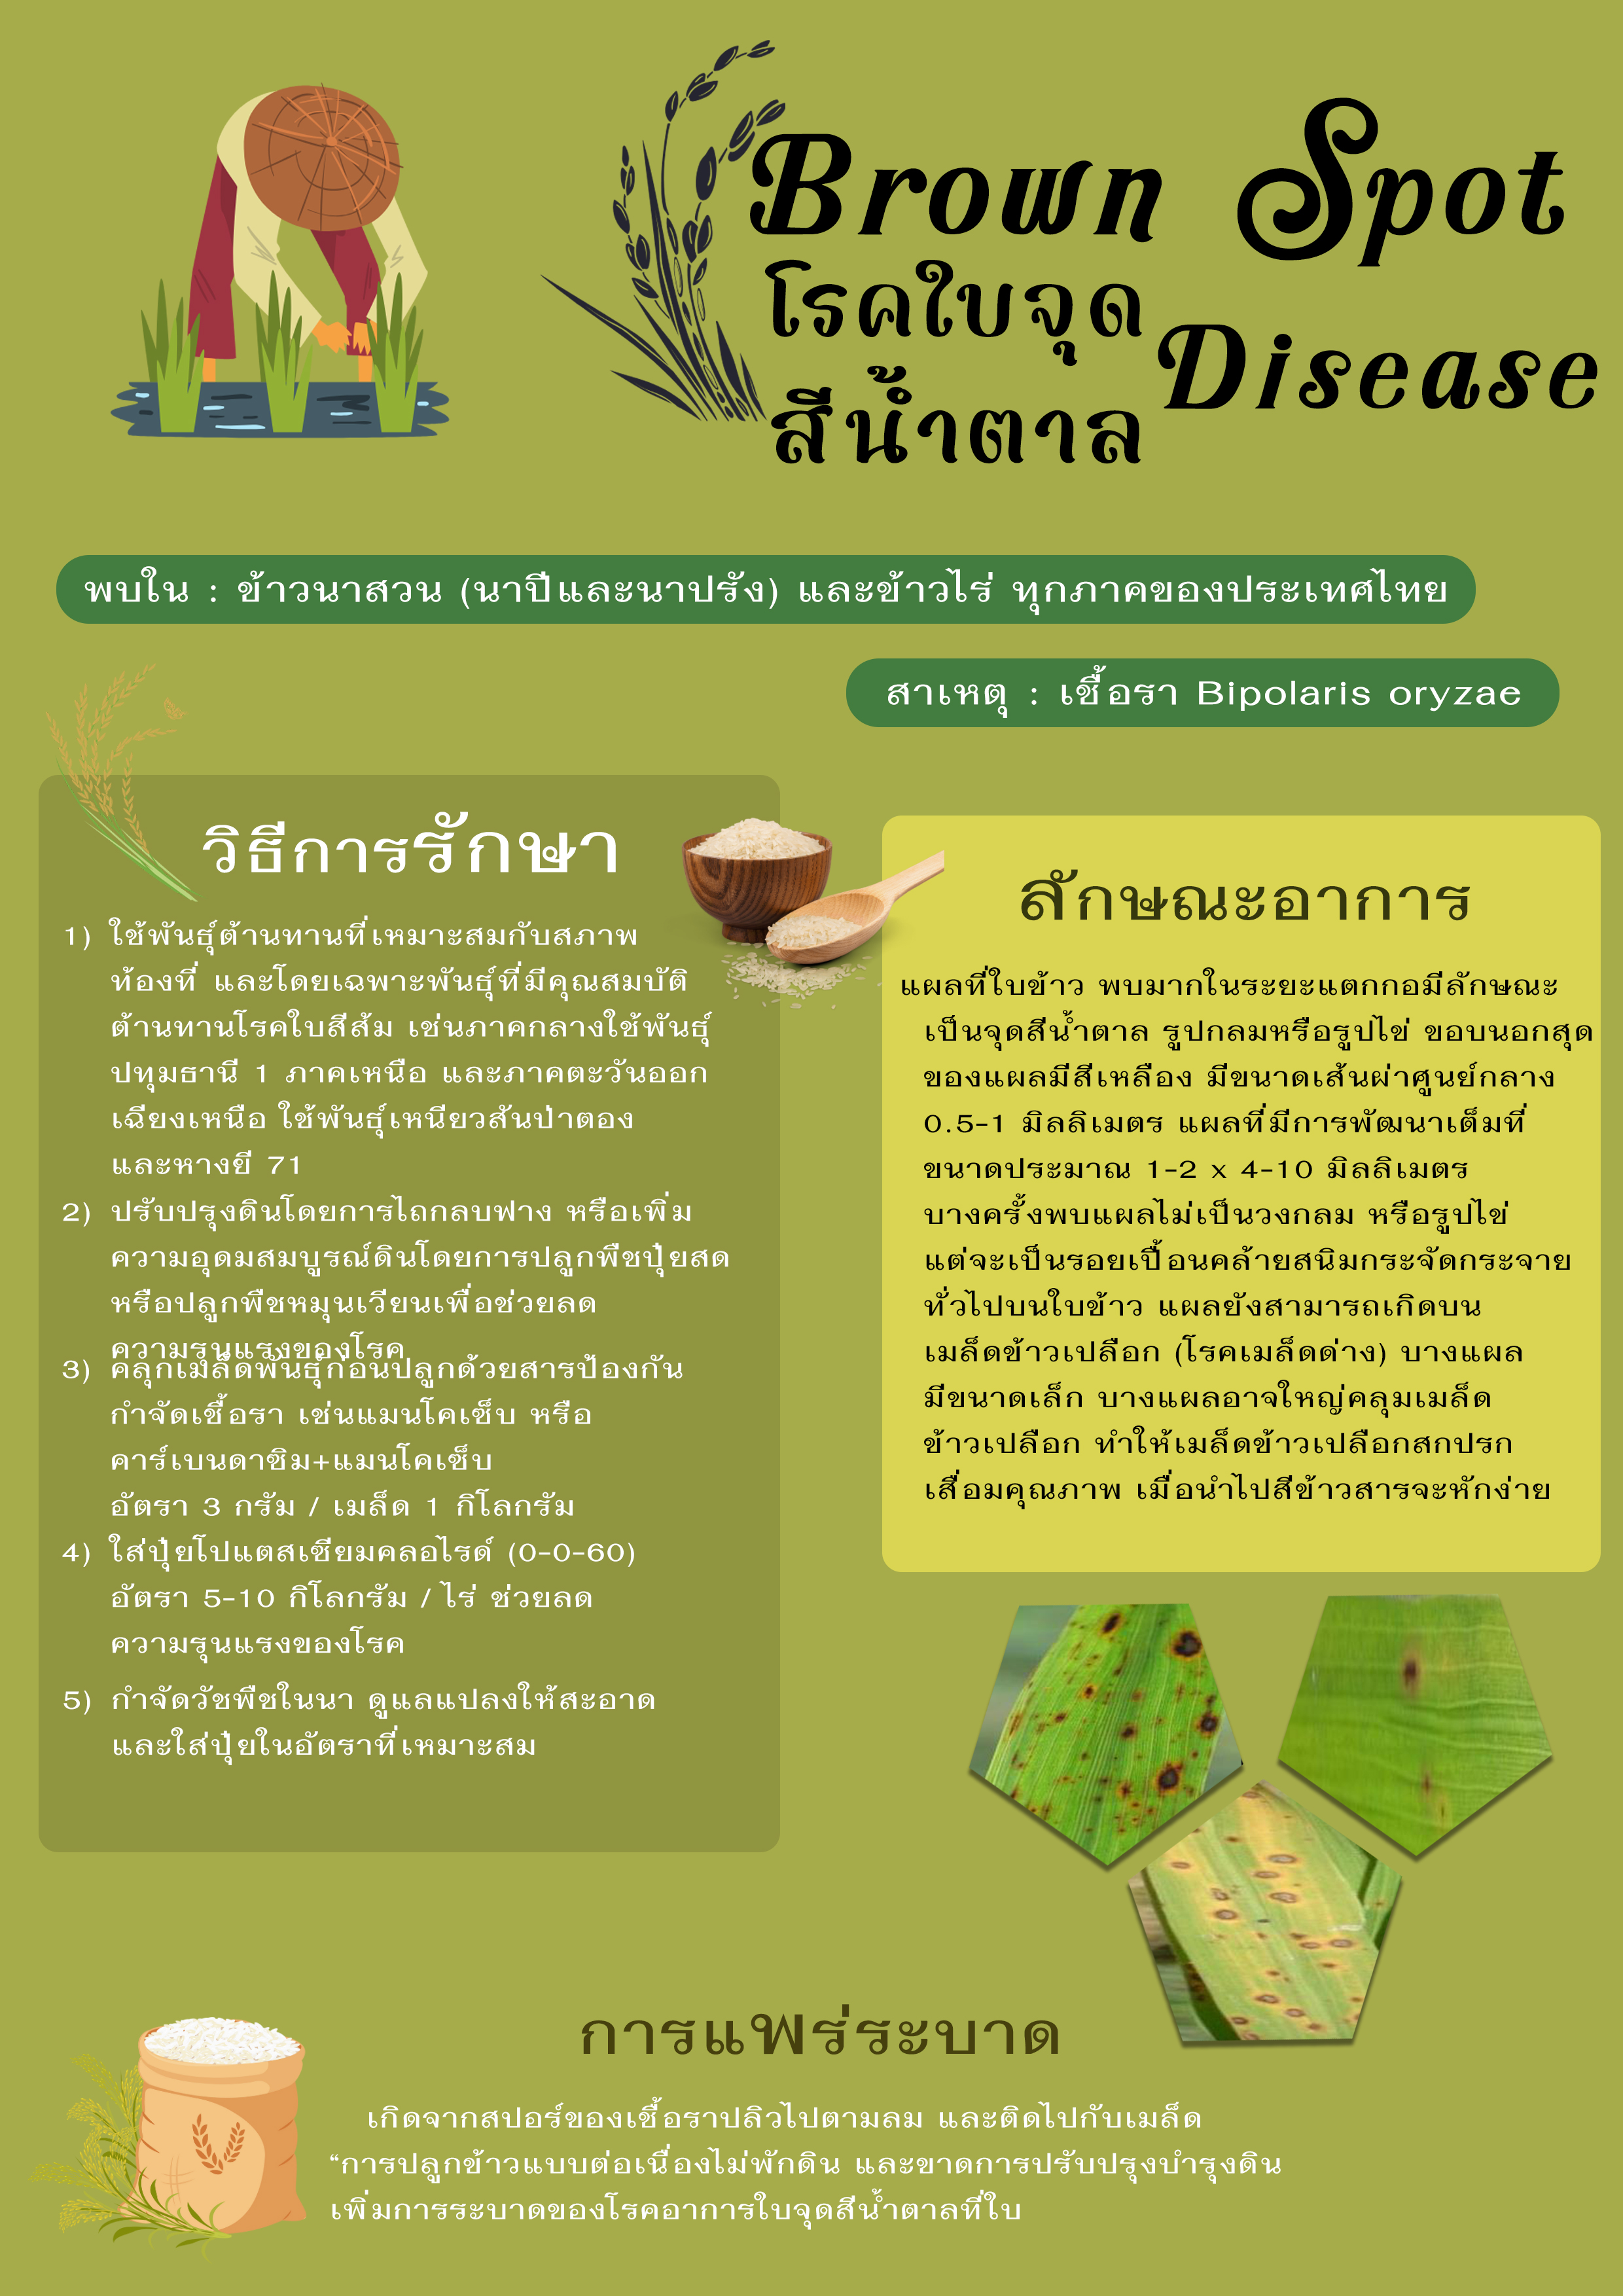 Brown Spot
โรคใบจุด
Disease
สีน้ำตาล
พบใน : ข้าวนาสวน (นาปีและนาปรัง) และข้าวไร่ ทุกภาคของประเทศไทย
สาเหตุ : เชื้อรา Bipolaris oryzae
วิธีการรักษา
1) ใช้พันธุ์ต้านทานที่เหมาะสมกับสภาพ
ท้องที่ และโดยเฉพาะพันธุ์ที่มีคุณสมบัติ
ต้านทานโรคใบสีส้ม เช่นภาคกลางใช้พันธุ์
ปทุมธานี 1 ภาคเหนือ และภาคตะวันออก
เฉียงเหนือ ใช้พันธุ์เหนียวสันป่าตอง
และหางยี 71
2) ปรับปรุงดินโดยการไถกลบฟาง หรือเพิ่ม
ความอุดมสมบูรณ์ดินโดยการปลูกพืชปุ๋ยสด
หรือปลูกพืชหมุนเวียนเพื่อช่วยลด
ความรุนแรงของโรค
3) คลุกเมล็ดพันธุ์ก่อนปลูกด้วยสารป้องกัน
กำจัดเชื้อรา เช่นแมนโคเซ็บ หรือ
คาร์เบนดาซิม+แมนโคเซ็บ
อัตรา 3 กรัม / เมล็ด 1 กิโลกรัม
4) ใส่ปุ๋ยโปแตสเซียมคลอไรด์ (0-0-60)
อัตรา 5-10 กิโลกรัม / ไร่ ช่วยลด
ความรุนแรงของโรค
5) กำจัดวัชพืชในนา ดูแลแปลงให้สะอาด
และใส่ปุ๋ยในอัตราที่เหมาะสม
ลักษณะอาการ
แผลที่ใบข้าว พบมากในระยะแตกกอมีลักษณะ
เป็นจุดสีน้ำตาล รูปกลมหรือรูปไข่ ขอบนอกสุด
ของแผลมีสีเหลือง มีขนาดเส้นผ่าศูนย์กลาง
0.5-1 มิลลิเมตร แผลที่มีการพัฒนาเต็มที่
ขนาดประมาณ 1-2 x 4-10 มิลลิเมตร
บางครั้งพบแผลไม่เป็นวงกลม หรือรูปไข่
แต่จะเป็นรอยเปื้อนคล้ายสนิมกระจัดกระจาย
ทั่วไปบนใบข้าว แผลยังสามารถเกิดบน
เมล็ดข้าวเปลือก (โรคเมล็ดด่าง) บางแผล
มีขนาดเล็ก บางแผลอาจใหญ่คลุมเมล็ด
ข้าวเปลือก ทำให้เมล็ดข้าวเปลือกสกปรก
เสื่อมคุณภาพ เมื่อนำไปสีข้าวสารจะหักง่าย
การแพร่ระบาด
เกิดจากสปอร์ของเชื้อราปลิวไปตามลม และติดไปกับเมล็ด
“การปลูกข้าวแบบต่อเนื่องไม่พักดิน และขาดการปรับปรุงบำรุงดิน
เพิ่มการระบาดของโรคอาการใบจุดสีน้ำตาลที่ใบ